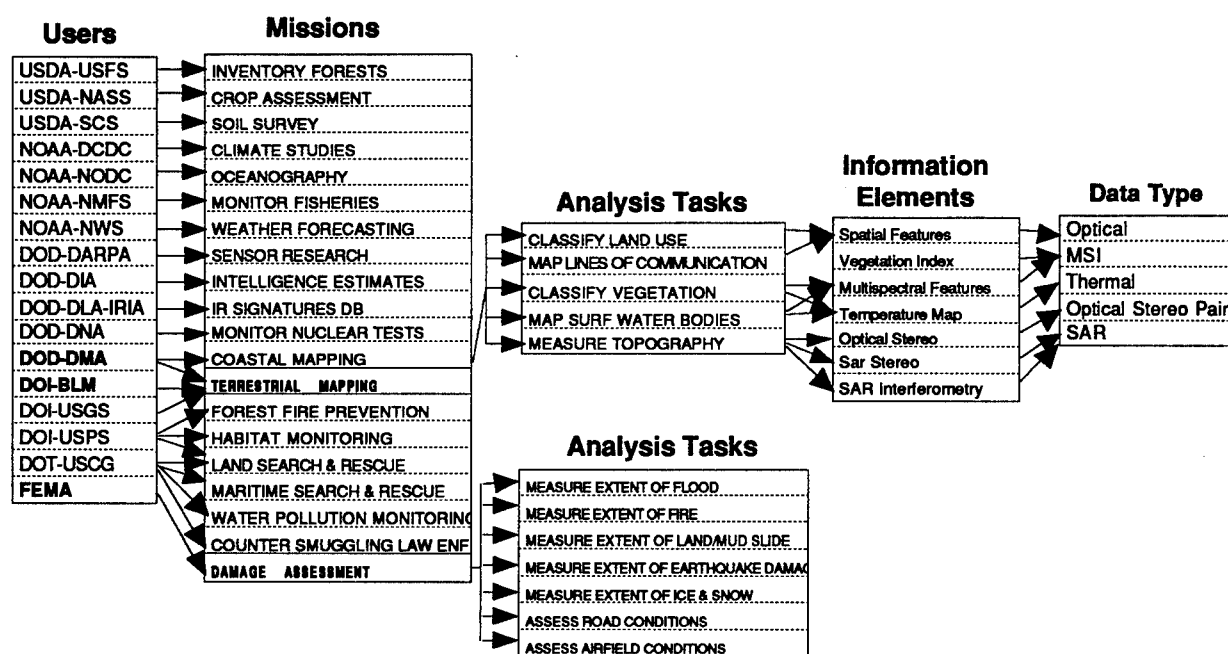 Users
USDA-USFS
USDA-NASS
USDA-SCS
NOAA-DCDC
NOAA-NODC
NOAA-NMFS
NOAA-NWS
DOD-DARPA
DOD-DIA
DOD-DLA-IRIA
DOD-DNA
DOD-DMA
DOI-BLM
DOI-USGS
DOI-USPS
DOT-USCG
FEMA
Missions
INVENTORY FORESTS
CROP ASSESSMENT
SOIL SURVEY
CLIMATE STUDIES
OCEANOGRAPHY
MONITOR FISHERIES
WEATHER FORECASTING
SENSOR RESEARCH
INTELLIGENCE ESTIMATES
IR SIGNATURES DB
MONITOR NUCLEAR TESTS
COASTAL MAPPING
TERRESTRIAL MAPPING
FOREST FIRE PREVENTION
HABITAT MONITORING
LAND SEARCH & RESCUE
MARITIME SEARCH & RESCUE
WATER POLLUTION MONITORING
COUNTER SMUGGLING LAW ENF
DAMAGE ASSESSMENT
Analysis Tasks
CLASSIFY LAND USE
MAP LINES OF COMMUNICATION
CLASSIFY VEGETATION
MAP SURF WATER BODIES
MEASURE TOPOGRAPHY
Information
Elements
Spatial Features
Vegetation Index
Multispectral Features
Temperature Map
Optical Stereo
Sar Stereo
SAR Interferometry
Data Type
Optical
MSI
Thermal
Optical Stereo Pair
SAR
Analysis Tasks
MEASURE EXTENT OF FLOOD
MEASURE EXTENT OF FIRE
MEASURE EXTENT OF LAND/MUD SLIDE
MEASURE EXTENT OF EARTHQUAKE DAMAG
MEASURE EXTENT OF ICE & SNOW
ASSESS ROAD CONDITIONS
ASSESS AIRFIELD CONDITIONS